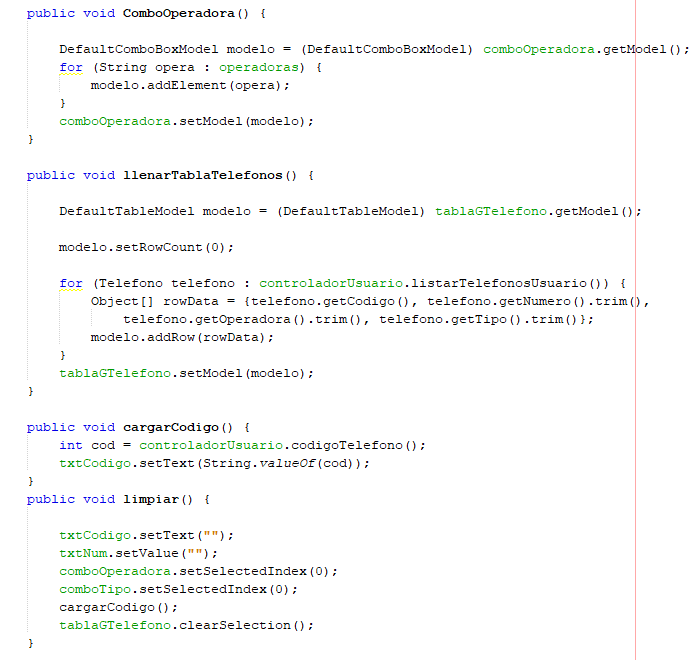 public void ComboOperadora() {
DefaultComboBoxModel modelo = (DefaultComboBoxModel) comboOperadora.getModel();
for (String opera : operadoras) {
modelo.addElement(opera);
}
comboOperadora.setModel(modelo);
}
public void llenarTablaTelefonos() {
DefaultTableModel modelo = (DefaultTableModel) tablaGTelefono.getModel();
modelo.setRowCount(0);
for (Telefono telefono : controladorUsuario.listarTelefonosUsuario()) {
Object[] rowData = {telefono.getCodigo(), telefono.getNumero().trim(),
telefono.getOperadora().trim(), telefono.getTipo().trim()};
modelo.addRow(rowData);
}
tablaGTelefono.setModel(modelo);
}
public void cargarCodigo() {
int cod = controladorUsuario.codigoTelefono();
txtCodigo.setText(String.valueOf(cod));
}
public void limpiar() {
txtCodigo.setText("");
txtNum.setValue("");
comboOperadora.setSelectedIndex(0);
comboTipo.setSelectedIndex(0);
cargarCodigo();
tablaGTelefono.clearSelection();
}